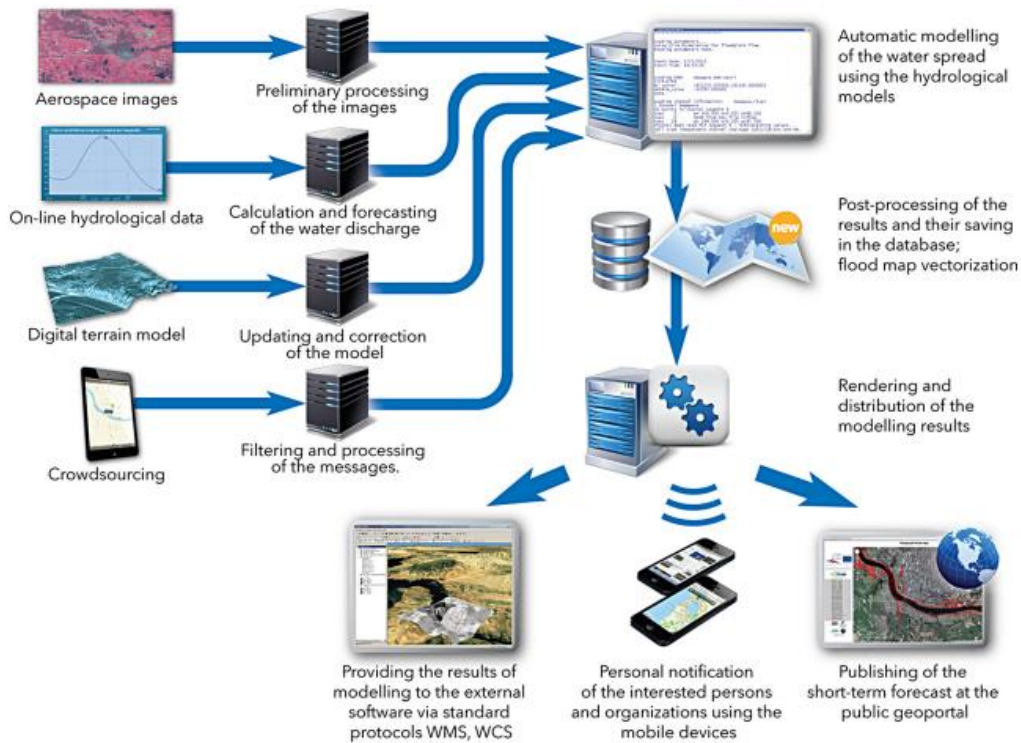 Aerospace images
Preliminary processing
of the images
Automatic modelling
of the water spread
using the hydrological
models
On-line hydrological data
Calculation and forecasting
of the water discharge
Post-processing of the
results and their saving
in the database;
flood map vectorization
new
Digital terrain model
Updating and correction
of the model
Rendering and
distribution of the
modelling results
Crowdsourcing
Filtering and processing
of the messages.
Providing the results of
modelling to the external
software via standard
protocols WMS, WCS
Personal notification
of the interested persons
and organizations using the
mobile devices
Publishing of the
short-term forecast at the
public geoportal